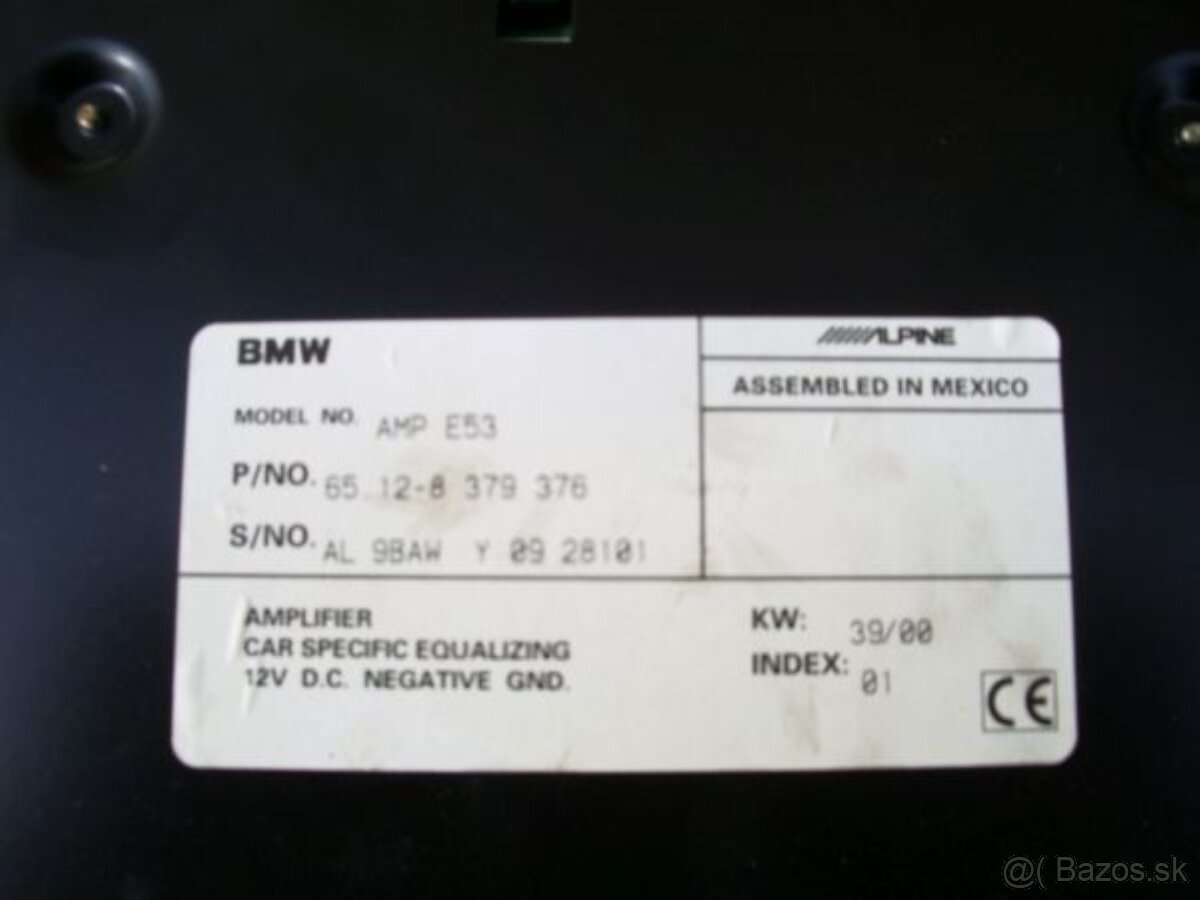 BMW
MODEL NO. AMP E53
P/NO. 65 12-8 379 376
S/NO. AL 9BAW Y 09 28101
ALPINE
ASSEMBLED IN MEXICO
AMPLIFIER
CAR SPECIFIC EQUALIZING
12V D.C. NEGATIVE GND.
KW: 39/00
INDEX: 01
CE
@( Bazos.sk